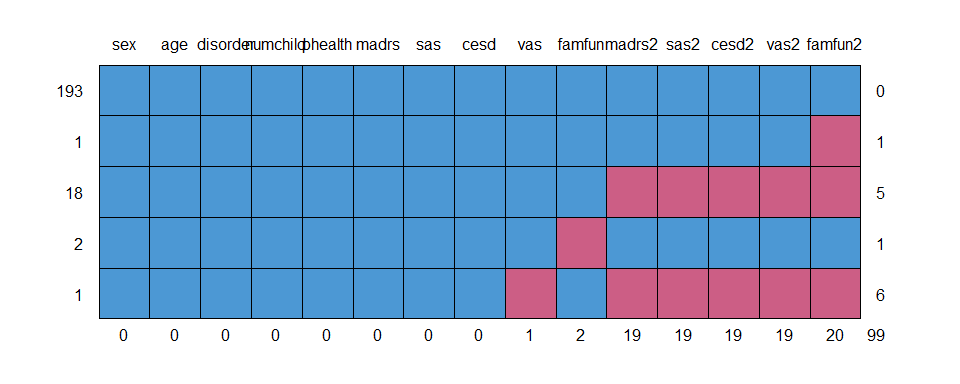 sex age disorder numchild phealth madrs sas cesd vas famfun madrs2 sas2 cesd2 vas2 famfun2
193 0
1 1
18 5
2 1
1 6
0 0 0 0 0 0 0 0 1 2 19 19 19 19 20 99